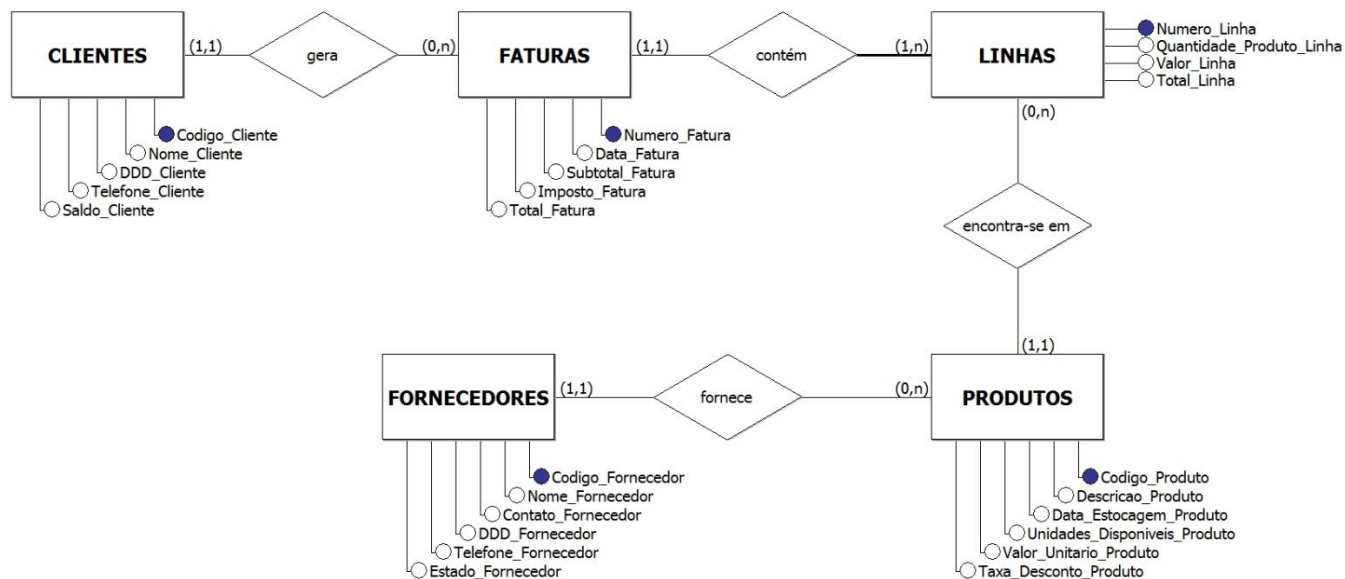 CLIENTES
(1,1)
gera
(0,n)
FATURAS
(1,1)
contém
(1,n)
LINHAS
Numero_Linha
Quantidade_Produto_Linha
Valor_Linha
Total_Linha
(0,n)
Codigo_Cliente
Nome_Cliente
DDD_Cliente
Telefone_Cliente
Saldo_Cliente
Numero_Fatura
Data_Fatura
Subtotal_Fatura
Imposto_Fatura
Total_Fatura
encontra-se em
(1,1)
FORNECEDORES
(1,1)
fornece
(0,n)
PRODUTOS
Codigo_Fornecedor
Nome_Fornecedor
Contato_Fornecedor
DDD_Fornecedor
Telefone_Fornecedor
Estado_Fornecedor
Codigo_Produto
Descricao_Produto
Data_Estocagem_Produto
Unidades_Disponiveis_Produto
Valor_Unitario_Produto
Taxa_Desconto_Produto